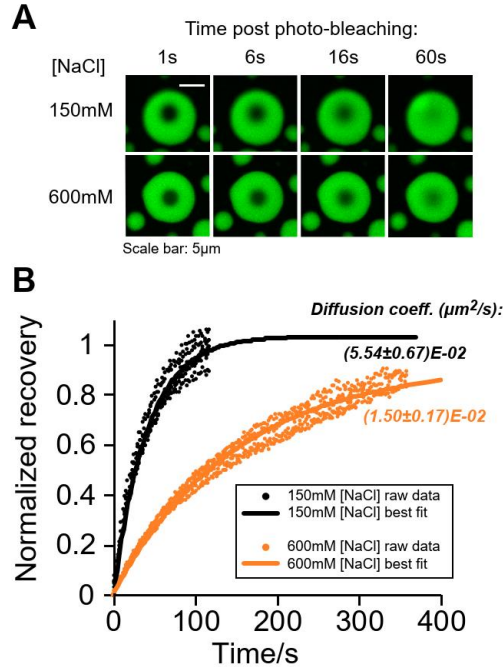 A
Time post photo-bleaching:
[NaCl] 1s 6s 16s 60s
150mM
600mM
Scale bar: 5µm
B
Diffusion coeff. (µm²/s):
(5.54±0.67)E-02
(1.50±0.17)E-02
Normalized recovery
1
0.8
0.6
0.4
0.2
0
150mM [NaCl] raw data
150mM [NaCl] best fit
600mM [NaCl] raw data
600mM [NaCl] best fit
0 100 200 300 400
Time/s